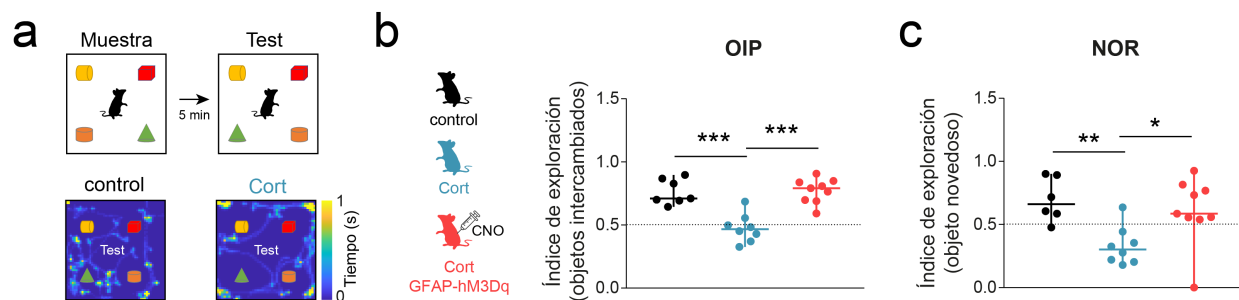 a
Muestra
Test
5 min
control
Cort
Test
Test
1
0
Tiempo (s)
b
control
Cort
CNO
Cort
GFAP-hM3Dq
OIP
Índice de exploración
(objetos intercambiados)
1.5
1.0
0.5
0.0
***
***
c
NOR
Índice de exploración
(objeto novedoso)
1.5
1.0
0.5
0.0
**
*